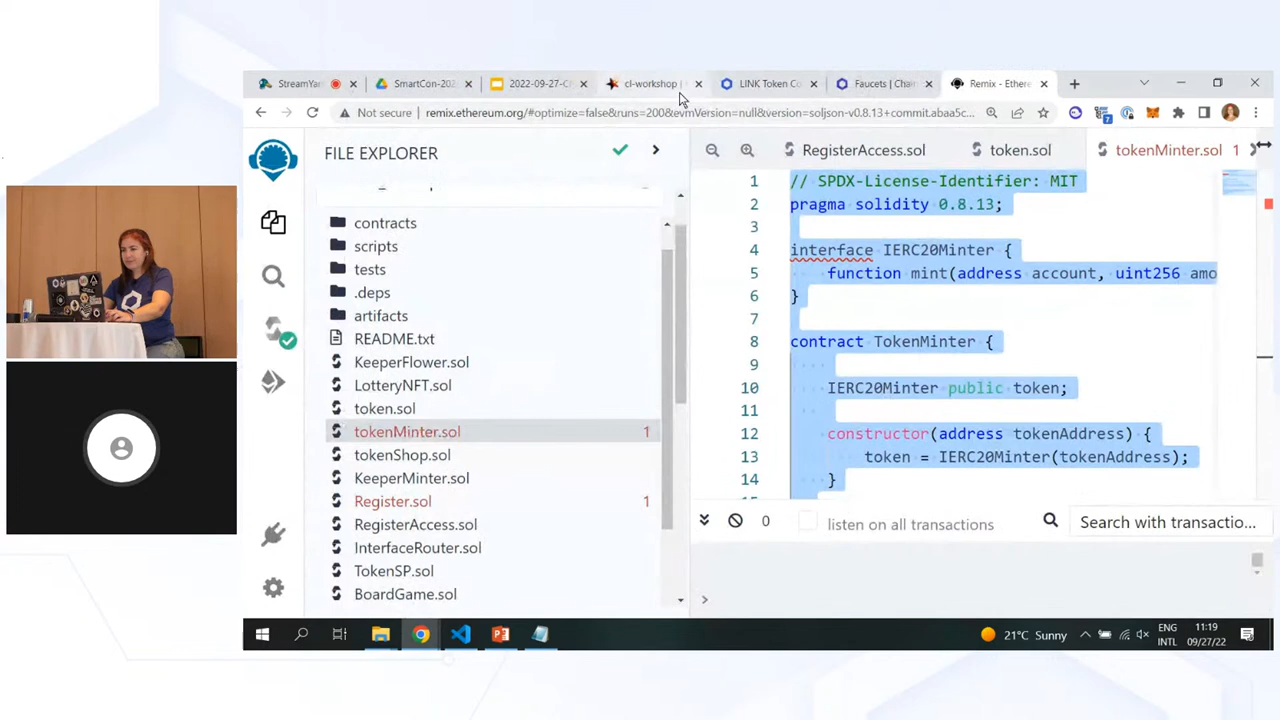 StreamYar
SmartCon-202
2022-09-27-C
cl-workshop |
LINK Token Co
Faucets | Chain
Remix - Ethere
Not secure | remix.ethereum.org/#optimize=false&runs=200&evmVersion=null&version=soljson-v0.8.13+commit.abaa5c...
7
FILE EXPLORER
RegisterAccess.sol
token.sol
tokenMinter.sol 1
contracts
scripts
tests
.deps
artifacts
README.txt
KeeperFlower.sol
LotteryNFT.sol
token.sol
tokenMinter.sol 1
tokenShop.sol
KeeperMinter.sol
Register.sol 1
RegisterAccess.sol
InterfaceRouter.sol
TokenSP.sol
BoardGame.sol
1 // SPDX-License-Identifier: MIT
2 pragma solidity 0.8.13;
3
4 interface IERC20Minter {
5 function mint(address account, uint256 amo
6 }
7
8 contract TokenMinter {
9
10 IERC20Minter public token;
11
12 constructor(address tokenAddress) {
13 token = IERC20Minter(tokenAddress);
14 }
0
listen on all transactions
Search with transactio...
>
21°C Sunny
ENG
INTL
11:19
09/27/22